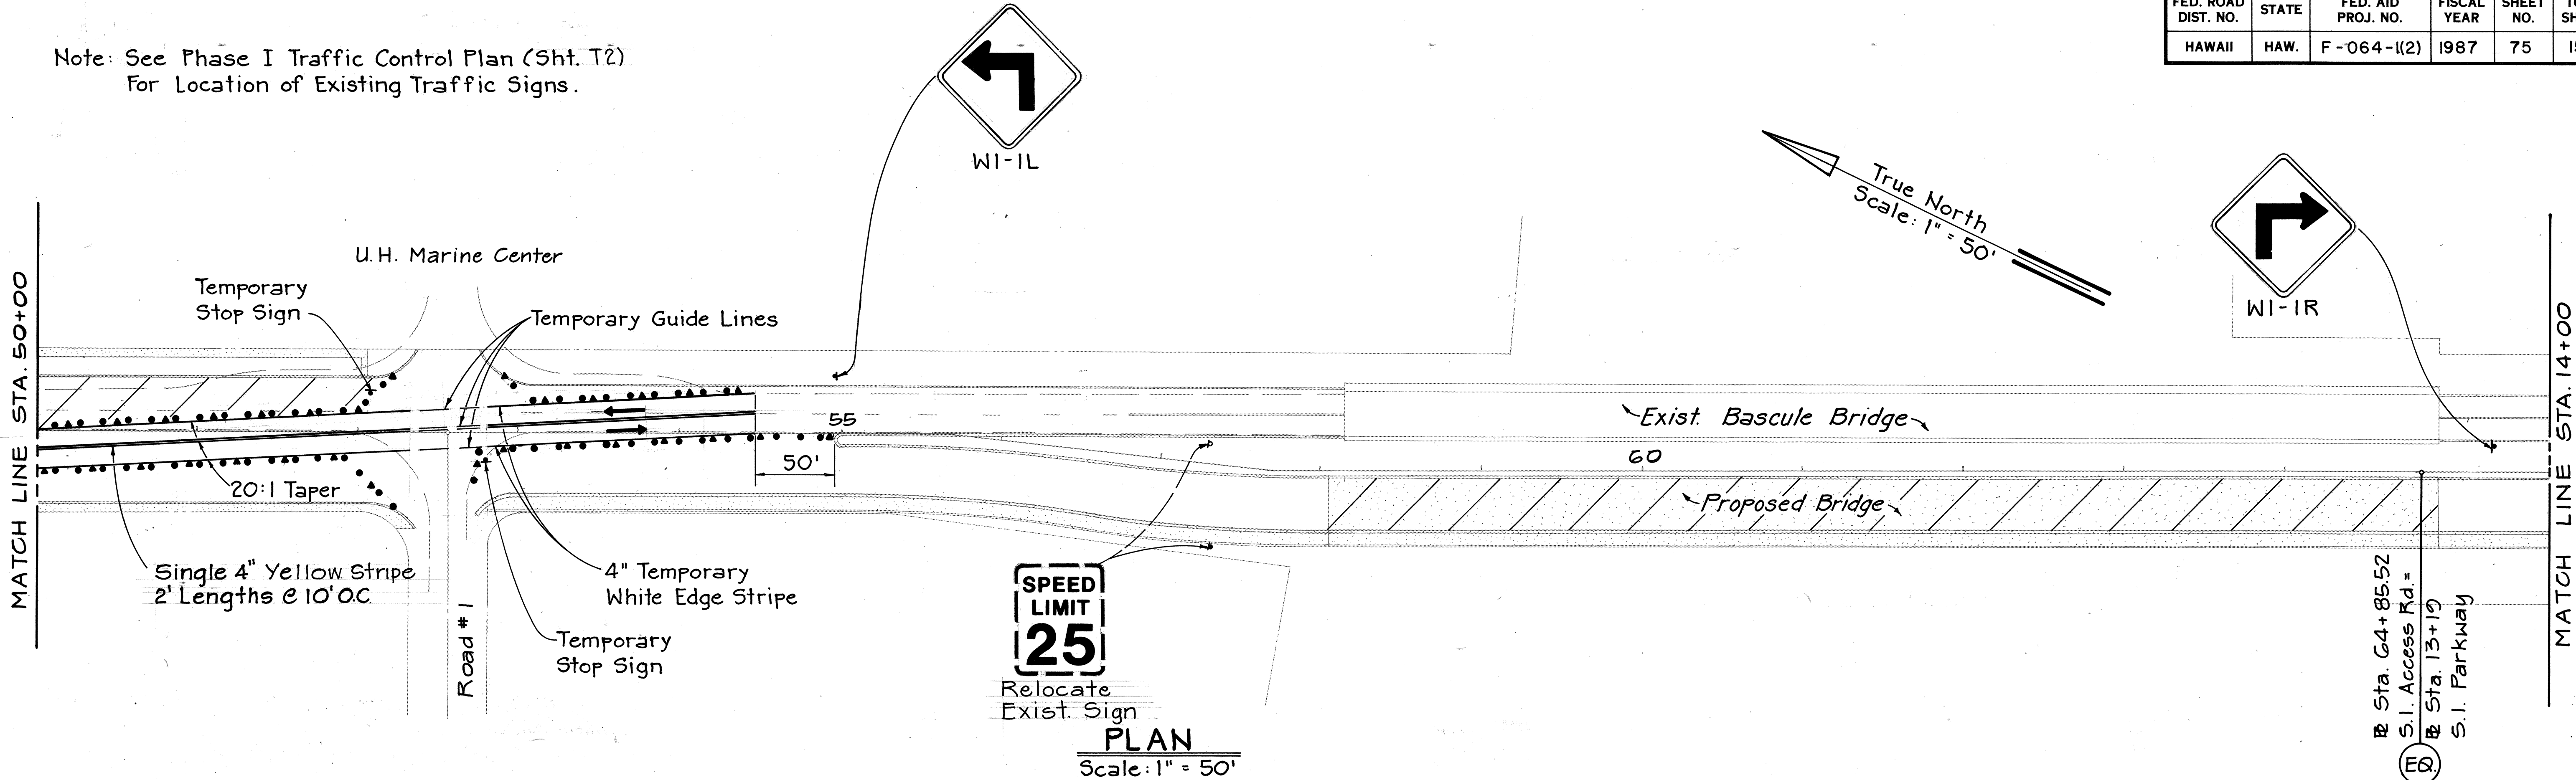 FED. ROAD DIST. NO. STATE FED. AID PROJ. NO. FISCAL YEAR SHEET NO.
HAWAII HAW. F-064-1(2) 1987 75
Note: See Phase I Traffic Control Plan (Sht. T2)
For Location of Existing Traffic Signs.
W1-1L
True North
Scale: 1" = 50'
W1-1R
U.H. Marine Center
Temporary
Stop Sign
Temporary Guide Lines
MATCH LINE STA. 50+00
55
50'
Exist. Bascule Bridge
60
Proposed Bridge
20:1 Taper
Single 4" Yellow Stripe
2' Lengths @ 10' O.C.
Road #1
4" Temporary
White Edge Stripe
Temporary
Stop Sign
SPEED
LIMIT
25
Relocate
Exist. Sign
PLAN
Scale: 1" = 50'
Sta. 64+85.52
S.I. Access Rd. =
Sta. 13+19
S.I. Parkway
EQ.
MATCH LINE STA. 14+00